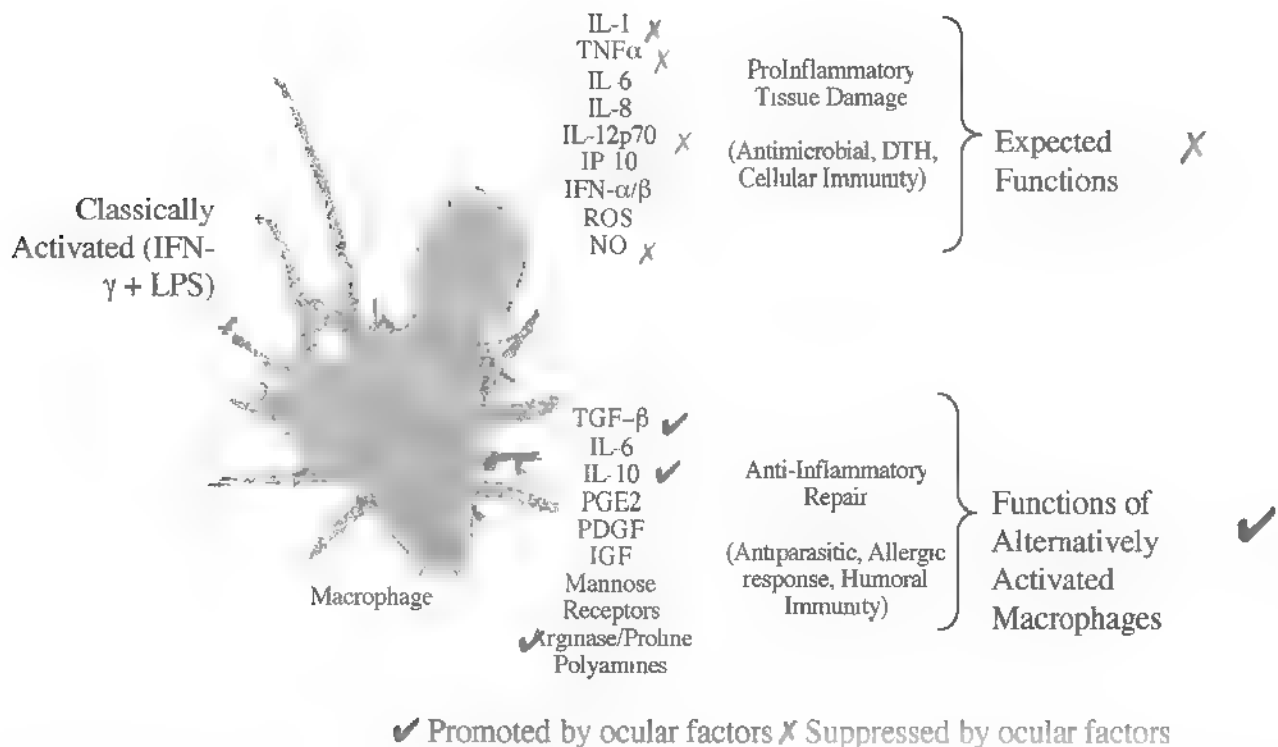 IL-1 ✗
TNFα ✗
IL 6
IL-8
IL-12p70 ✗
IP 10
IFN-α/β
ROS
NO ✗
ProInflammatory
Tissue Damage
(Antimicrobial, DTH,
Cellular Immunity)
Expected
Functions
✗
Classically
Activated (IFN-
γ + LPS)
Macrophage
TGF-β ✔
IL-6
IL-10 ✔
PGE2
PDGF
IGF
Mannose
Receptors
✔Arginase/Proline
Polyamines
Anti-Inflammatory
Repair
(Antiparasitic, Allergic
response, Humoral
Immunity)
Functions of
Alternatively
Activated
Macrophages
✔
✔ Promoted by ocular factors ✗ Suppressed by ocular factors